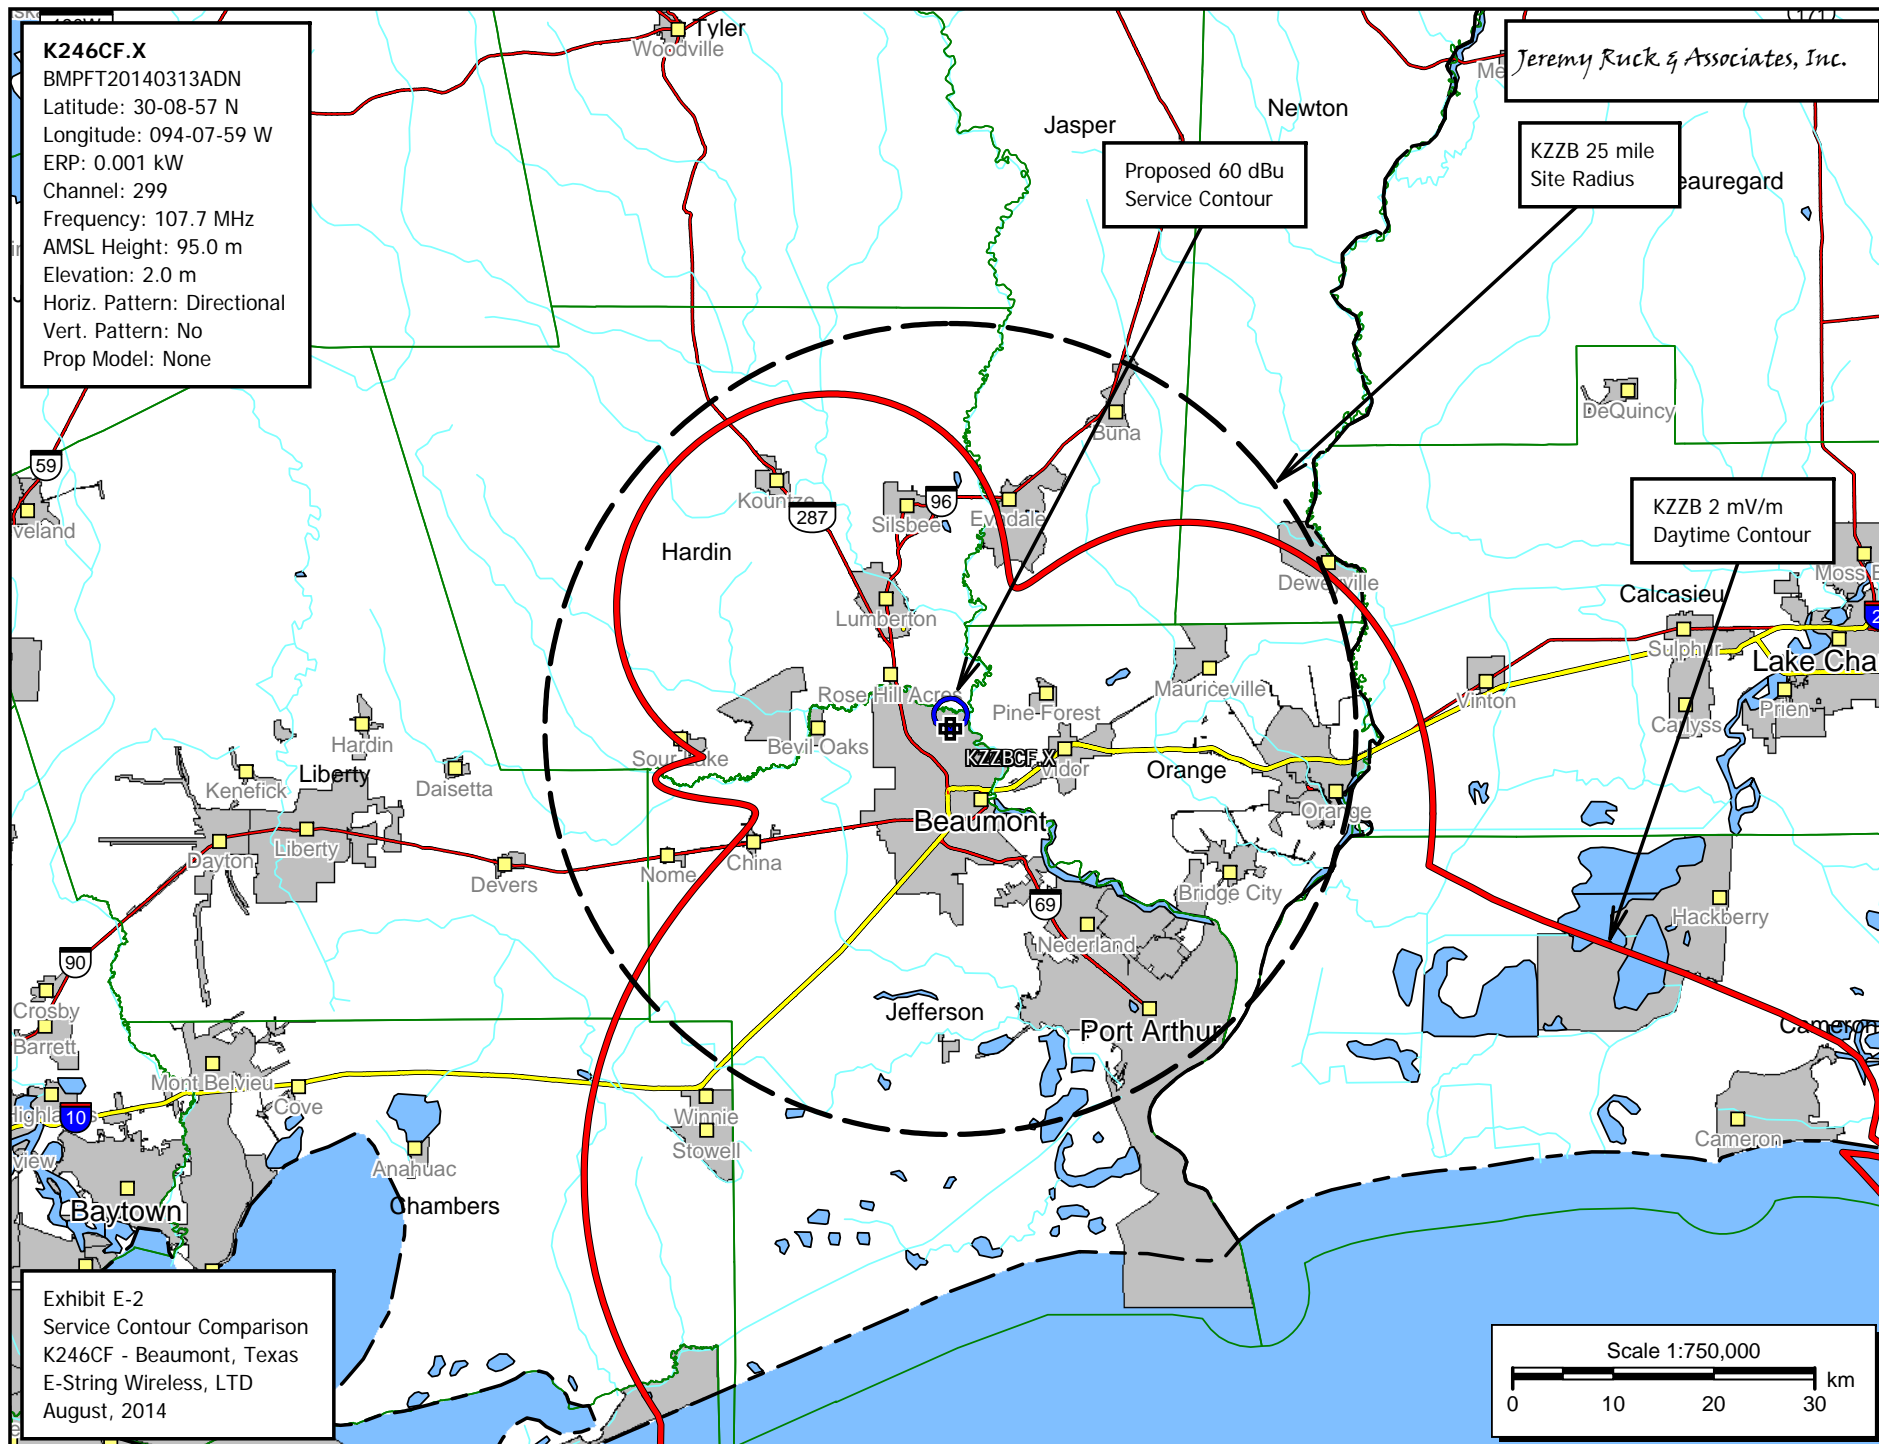 K246CF.X
BMPFT20140313ADN
Latitude: 30-08-57 N
Longitude: 094-07-59 W
ERP: 0.001 kW
Channel: 299
Frequency: 107.7 MHz
AMSL Height: 95.0 m
Elevation: 2.0 m
Horiz. Pattern: Directional
Vert. Pattern: No
Prop Model: None
Tyler
Woodville
Jeremy Ruck & Associates, Inc.
Newton
Jasper
Proposed 60 dBu
Service Contour
KZZB 25 mile
Site Radius
eauregard
DeQuincy
Buna
59
veland
Kountze
287
Silsbee
96
Evadale
Hardin
KZZB 2 mV/m
Daytime Contour
Deweyville
Moss B
Calcasieu
Lumberton
Sulphur
Lake Cha
Rose Hill Acres
Mauriceville
Vinton
Carlyss
Prien
Pine Forest
Hardin
Bevil Oaks
Sour Lake
KZZBCF.X
Vidor
Orange
Liberty
Kenefick
Daisetta
Orange
Beaumont
Dayton
Liberty
Devers
Nome
China
Bridge City
69
Hackberry
Nederland
90
Crosby
Barrett
Jefferson
Port Arthur
Cameron
Mont Belvieu
Cove
10
Winnie
Stowell
Cameron
view
Anahuac
Chambers
Baytown
Exhibit E-2
Service Contour Comparison
K246CF - Beaumont, Texas
E-String Wireless, LTD
August, 2014
Scale 1:750,000
km
0 10 20 30